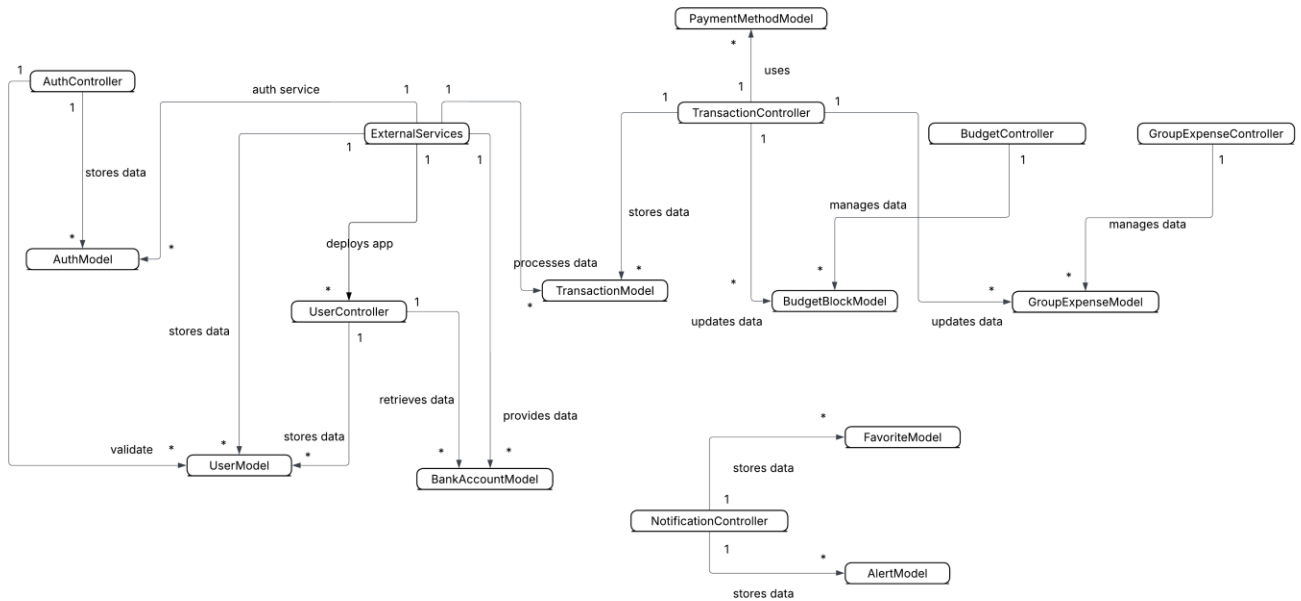 PaymentMethodModel
*
uses
1
AuthController
1
1
auth service
1
1
ExternalServices
1
1
1
1
TransactionController
1
1
BudgetController
1
GroupExpenseController
1
stores data
*
AuthModel
*
deploys app
*
UserController
1
1
processes data
*
TransactionModel
stores data
*
manages data
*
BudgetBlockModel
*
updates data
manages data
*
GroupExpenseModel
*
updates data
stores data
*
validate
*
UserModel
stores data
*
retrieves data
*
provides data
*
BankAccountModel
*
FavoriteModel
stores data
1
NotificationController
1
*
AlertModel
stores data